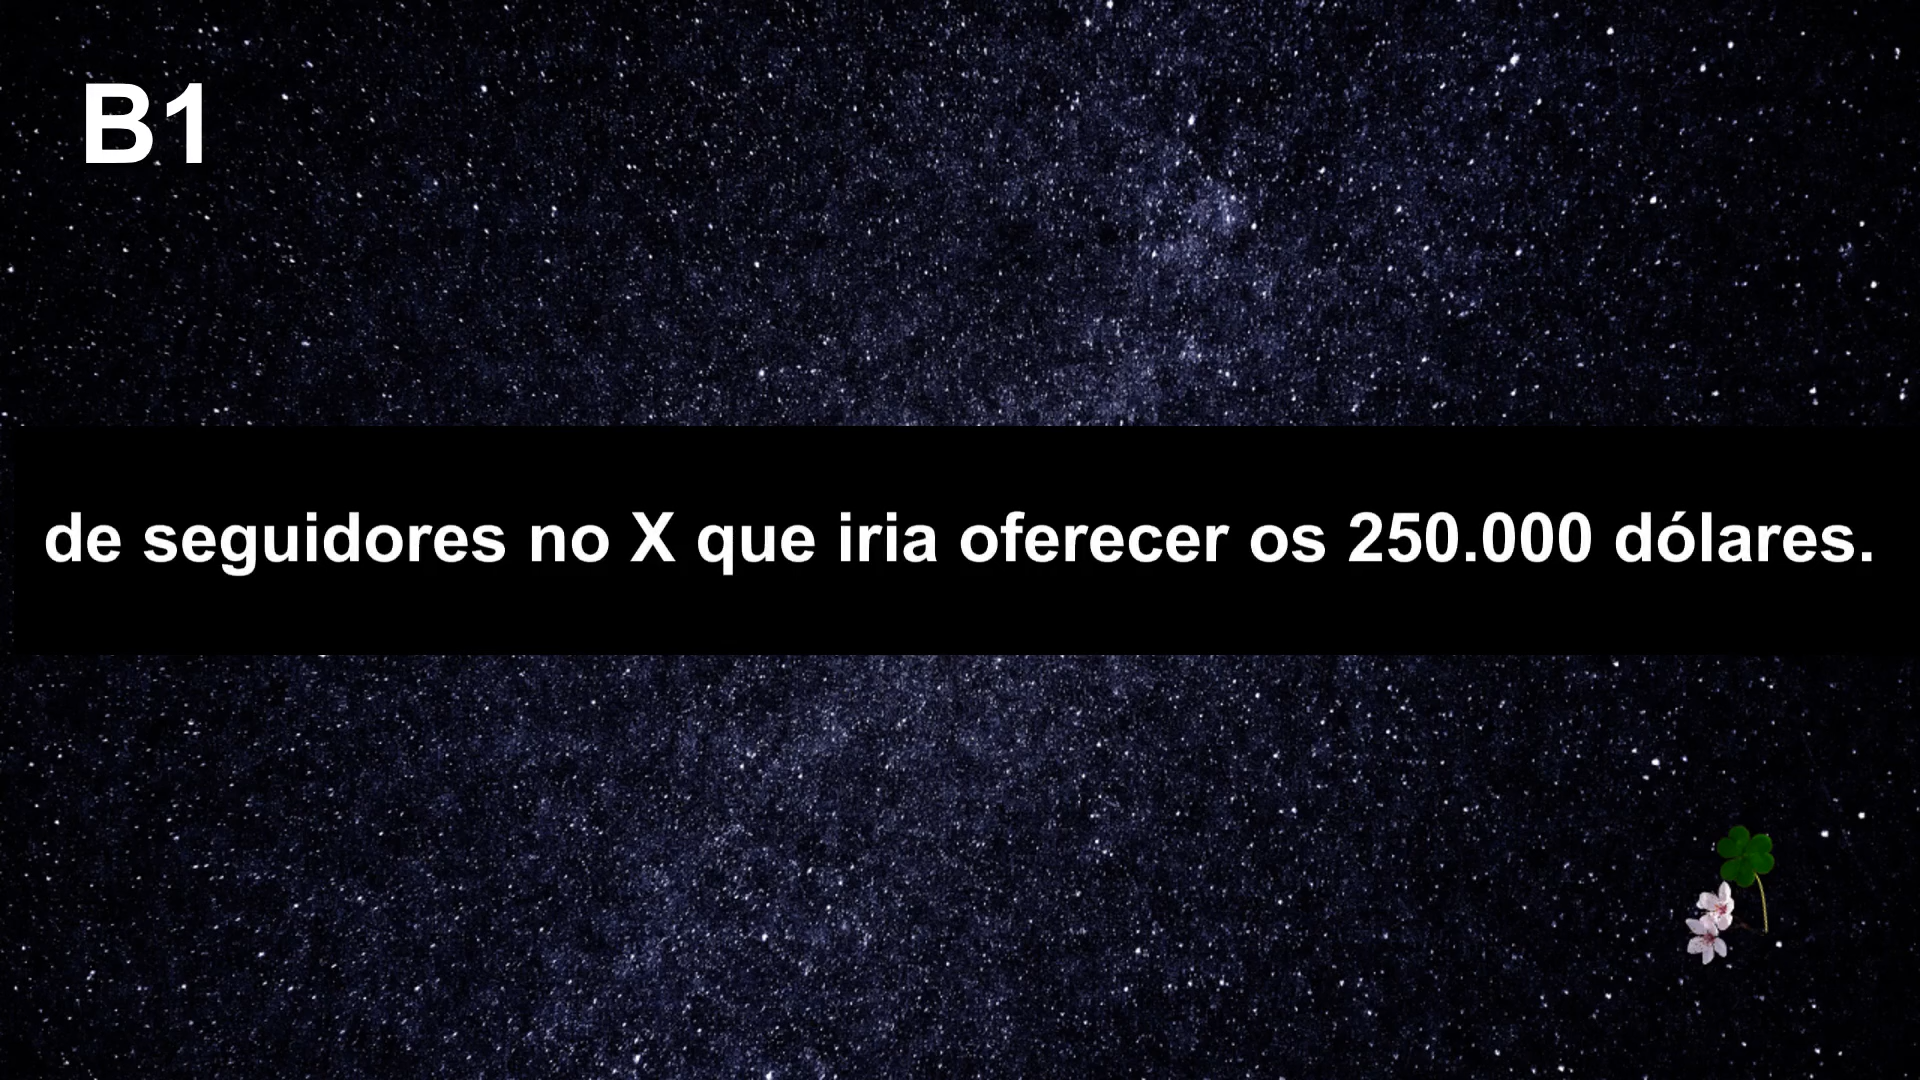 B1
de seguidores no X que iria oferecer os 250.000 dólares.